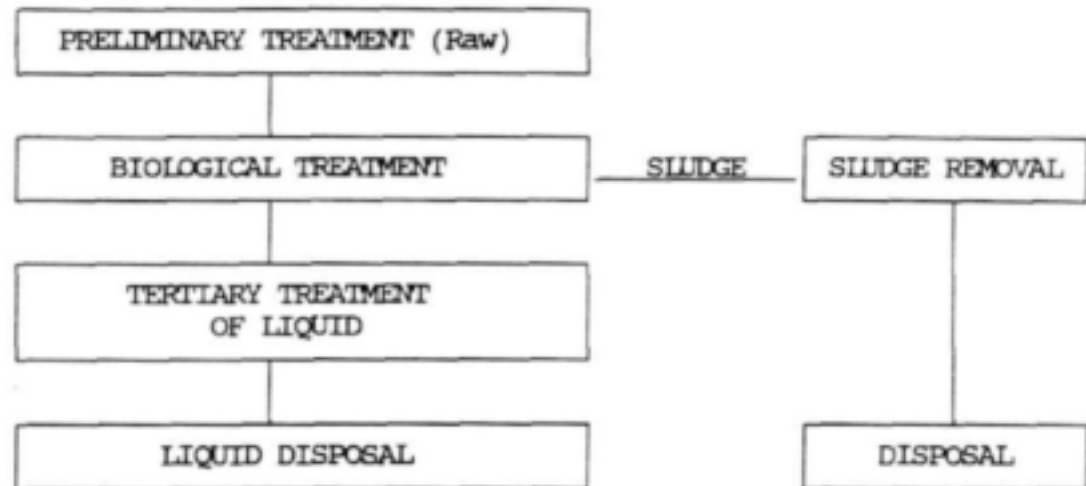 PRELIMINARY TREATMENT (Raw)
BIOLOGICAL TREATMENT
SLUDGE
SLUDGE REMOVAL
TERTIARY TREATMENT
OF LIQUID
LIQUID DISPOSAL
DISPOSAL